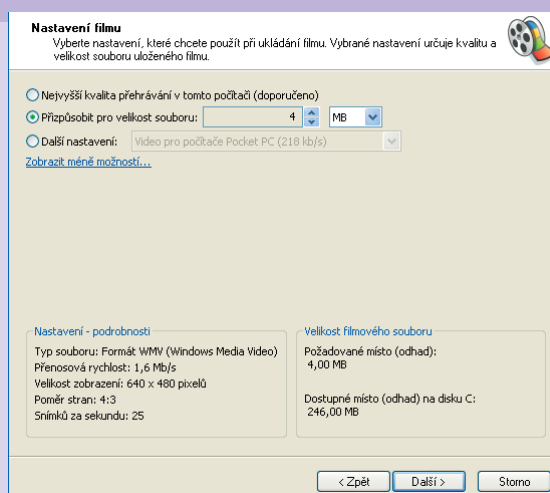 Nastavení filmu
Vyberte nastavení, které chcete použít při ukládání filmu. Vybrané nastavení určuje kvalitu a
velikost souboru uloženého filmu.
Nejvyšší kvalita přehrávání v tomto počítači (doporučeno)
Přizpůsobit pro velikost souboru: 4 MB
Další nastavení: Video pro počítače Pocket PC (218 kb/s)
Zobrazit méně možností...
Nastavení - podrobnosti
Typ souboru: Formát WMV (Windows Media Video)
Přenosová rychlost: 1,6 Mb/s
Velikost zobrazení: 640 x 480 pixelů
Poměr stran: 4:3
Snímků za sekundu: 25
Velikost filmového souboru
Požadované místo (odhad):
4,00 MB
Dostupné místo (odhad) na disku C:
246,00 MB
< Zpět Další > Storno